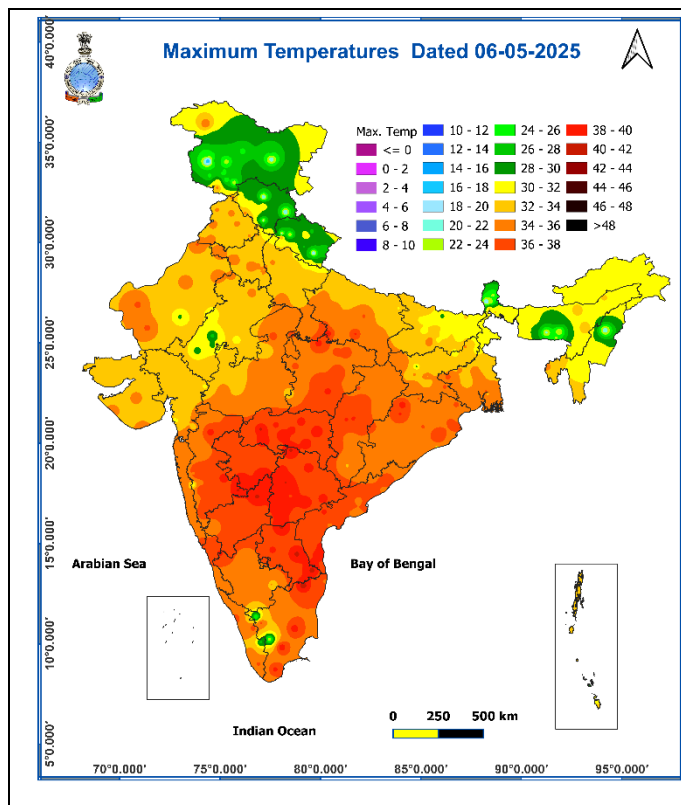 Maximum Temperatures Dated 06-05-2025
Max. Temp
<= 0
0 - 2
2 - 4
4 - 6
6 - 8
8 - 10
10 - 12
12 - 14
14 - 16
16 - 18
18 - 20
20 - 22
22 - 24
24 - 26
26 - 28
28 - 30
30 - 32
32 - 34
34 - 36
36 - 38
38 - 40
40 - 42
42 - 44
44 - 46
46 - 48
>48
40°0.000'
35°0.000'
30°0.000'
25°0.000'
20°0.000'
15°0.000'
10°0.000'
5°0.000'
Arabian Sea
Bay of Bengal
Indian Ocean
0 250 500 km
70°0.000' 75°0.000' 80°0.000' 85°0.000' 90°0.000' 95°0.000'